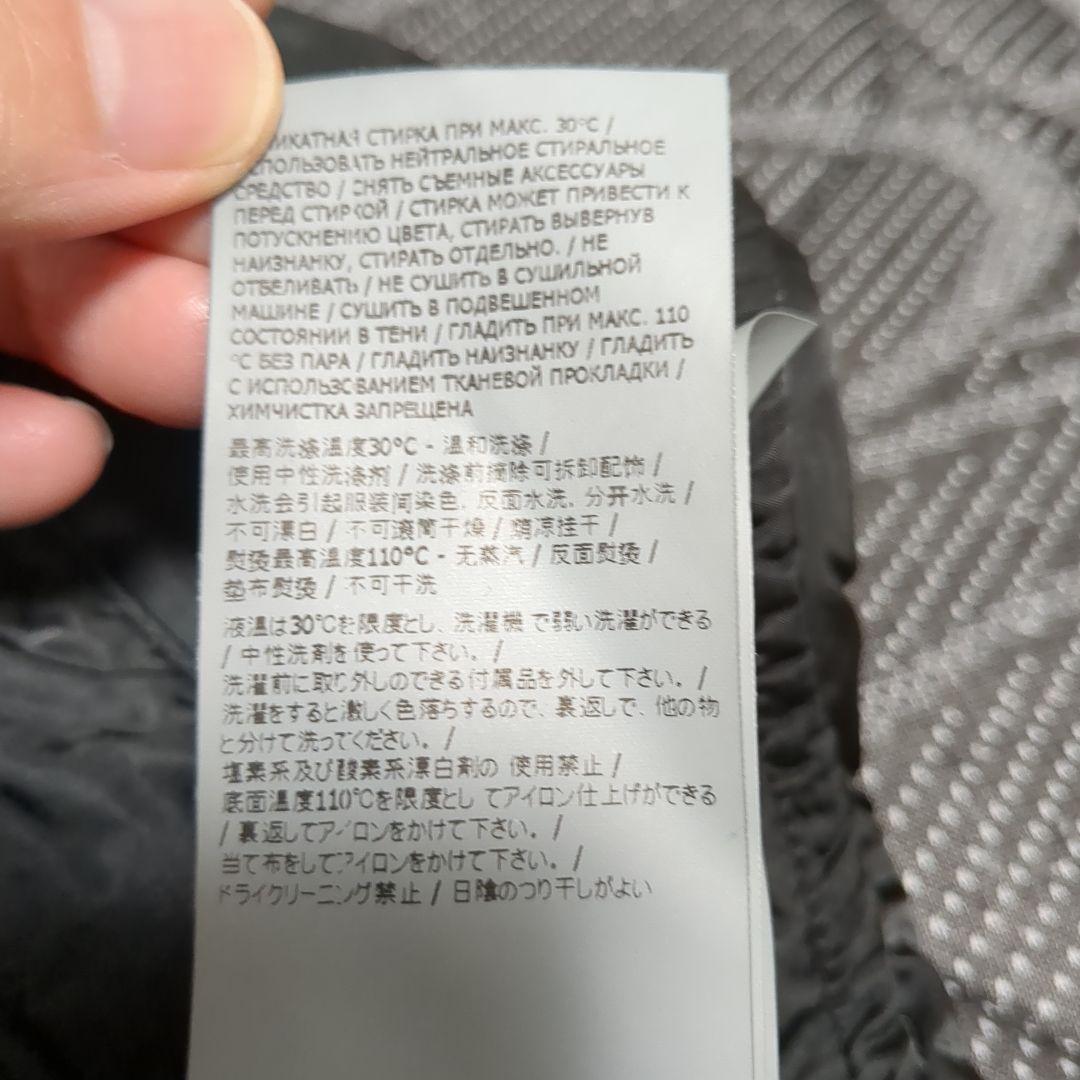 СТИРКА ПРИ МАКС. 30°C /
НЕЙТРАЛЬНОЕ СТИРАЛЬНОЕ
СРЕДСТВО / СНЯТЬ СЪЕМНЫЕ АКСЕССУАРЫ
ПЕРЕД СТИРКОЙ / СТИРКА МОЖЕТ ПРИВЕСТИ К
ПОТУСКНЕНИЮ ЦВЕТА, СТИРАТЬ ВЫВЕРНУВ
НАИЗНАНКУ, СТИРАТЬ ОТДЕЛЬНО. / НЕ
ОТБЕЛИВАТЬ / НЕ СУШИТЬ В СУШИЛЬНОЙ
МАШИНЕ / СУШИТЬ В ПОДВЕШЕННОМ
СОСТОЯНИИ В ТЕНИ / ГЛАДИТЬ ПРИ МАКС. 110
°C БЕЗ ПАРА / ГЛАДИТЬ НАИЗНАНКУ / ГЛАДИТЬ
С ИСПОЛЬЗОВАНИЕМ ТКАНЕВОЙ ПРОКЛАДКИ /
ХИМЧИСТКА ЗАПРЕЩЕНА
最高洗涤温度30°C - 温和洗涤 /
使用中性洗涤剂 / 洗涤前摘除可拆卸配饰 /
水洗会引起服装间染色, 反面水洗, 分开水洗 /
不可漂白 / 不可滚筒干燥 / 晾挂干 /
熨烫最高温度110°C - 无蒸汽 / 反面熨烫 /
垫布熨烫 / 不可干洗
液温は30℃を限度とし、洗濯機 で弱い洗濯ができる
/ 中性洗剤を使って下さい。 /
洗濯前に取り外しのできる付属品を外して下さい。 /
洗濯をすると激しく色落ちするので、裏返しで、他の物
と分けて洗ってください。 /
塩素系及び酸素系漂白剤の 使用禁止 /
底面温度110℃を限度とし てアイロン仕上げができる
/ 裏返してアイロンをかけて下さい。 /
当て布をしてアイロンをかけて下さい。 /
ドライクリーニング禁止 / 日陰のつり干しがよい